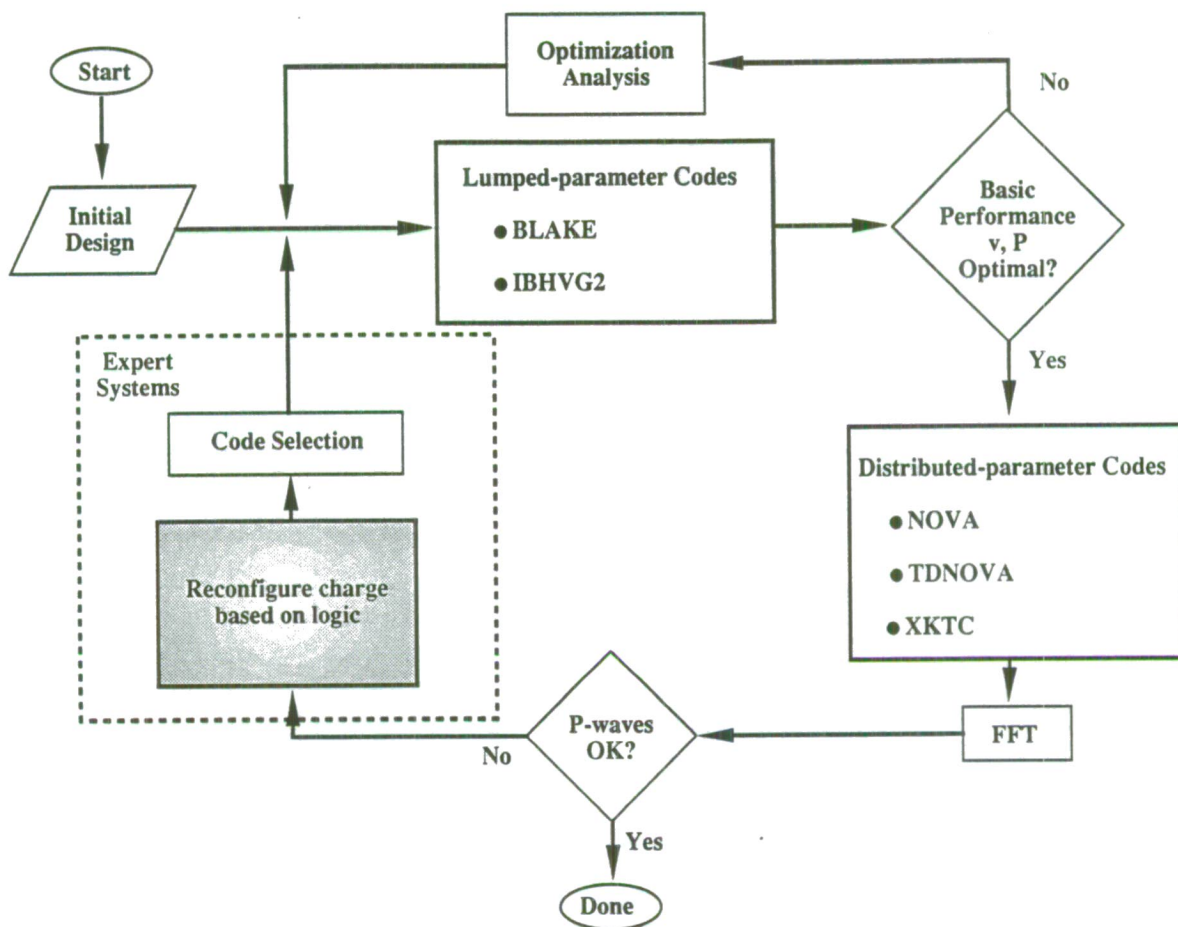 Start
Optimization
Analysis
No
Initial
Design
Lumped-parameter Codes
● BLAKE
● IBHVG2
Basic
Performance
v, P
Optimal?
Yes
Expert
Systems
Code Selection
Reconfigure charge
based on logic
Distributed-parameter Codes
● NOVA
● TDNOVA
● XKTC
FFT
P-waves
OK?
No
Yes
Done